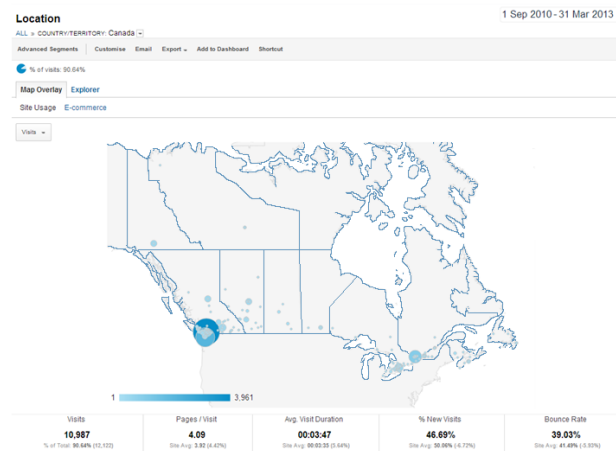 Location
1 Sep 2010 - 31 Mar 2013
ALL » COUNTRY/TERRITORY: Canada
Advanced Segments Customise Email Export Add to Dashboard Shortcut
% of visits: 90.64%
Map Overlay Explorer
Site Usage E-commerce
Visits
1 3,961
Visits Pages / Visit Avg. Visit Duration % New Visits Bounce Rate
10,987 4.09 00:03:47 46.69% 39.03%
% of Total: 90.64% (12,122) Site Avg: 3.92 (4.42%) Site Avg: 00:03:35 (5.64%) Site Avg: 50.06% (-6.72%) Site Avg: 41.49% (-5.93%)